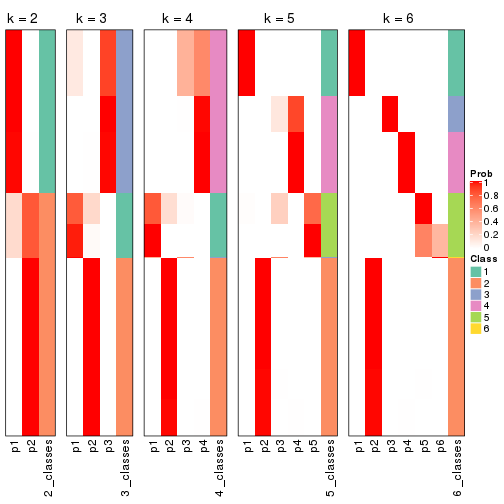 k = 2
k = 3
k = 4
k = 5
k = 6
Prob
1
0.8
0.6
0.4
0.2
0
Class
1
2
3
4
5
6
p1
p2
2_classes
p1
p2
p3
3_classes
p1
p2
p3
p4
4_classes
p1
p2
p3
p4
p5
5_classes
p1
p2
p3
p4
p5
p6
6_classes